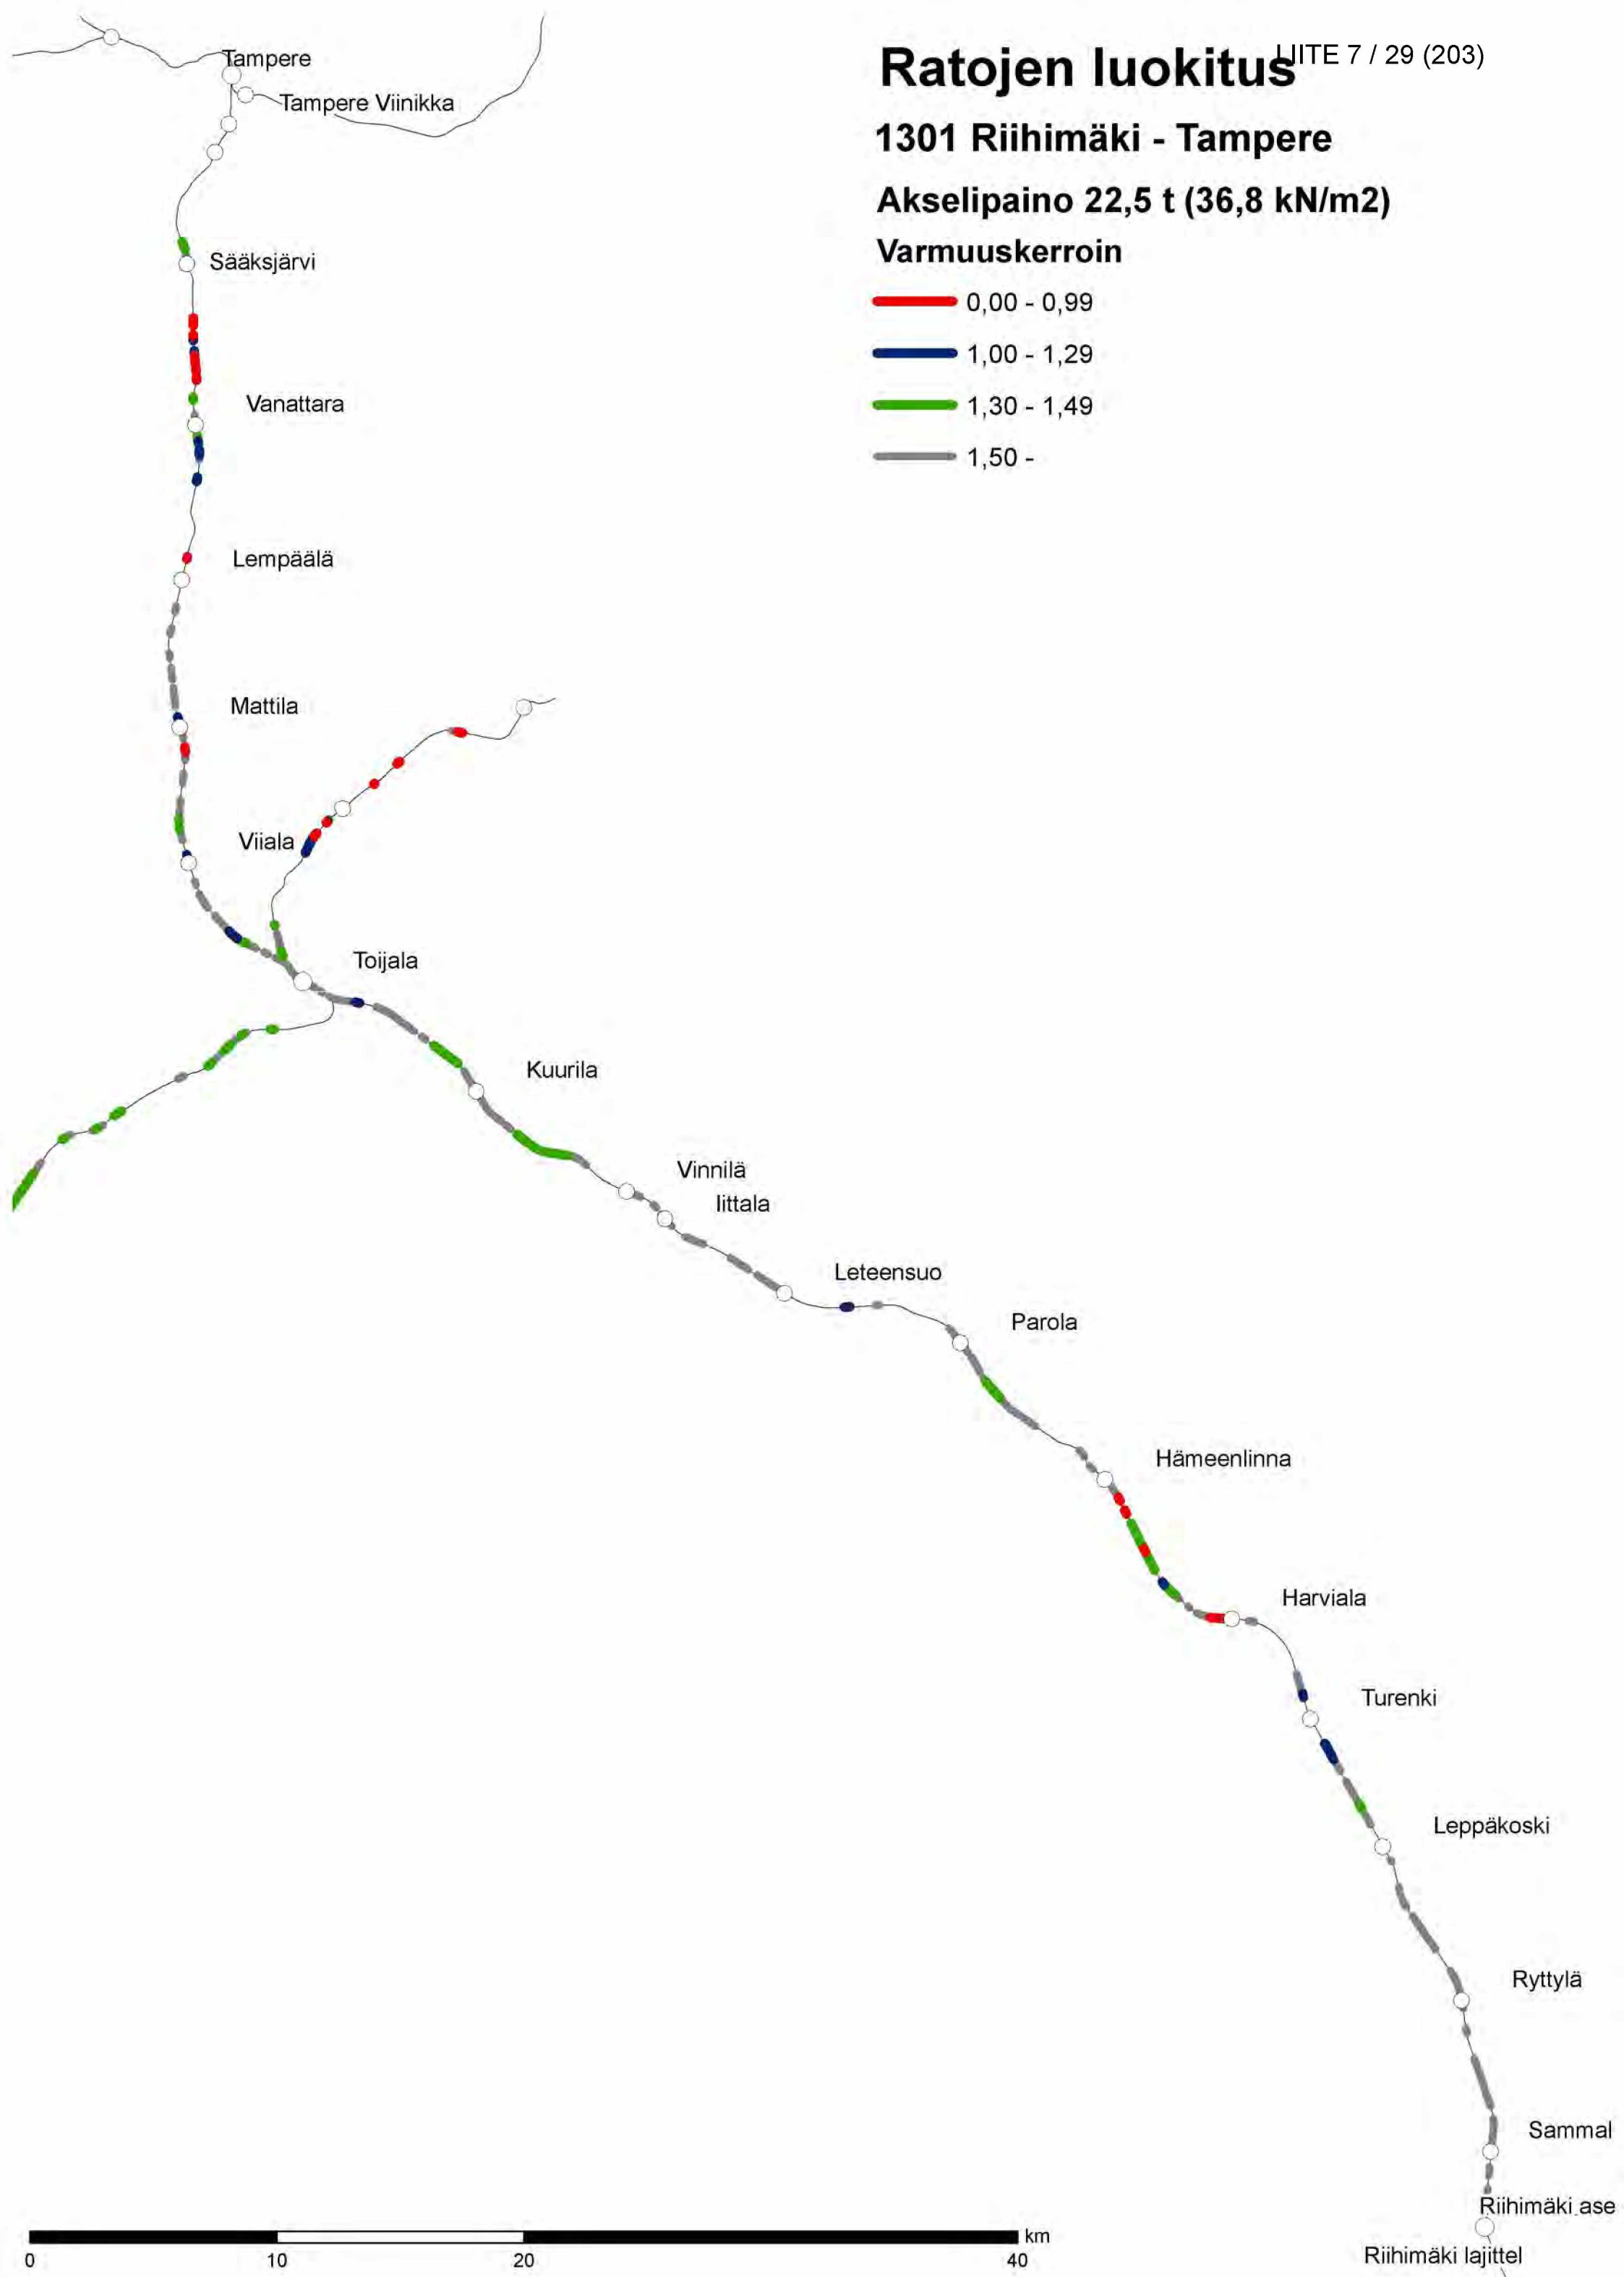 LIITE 7 / 29 (203)
Ratojen luokitus
1301 Riihimäki - Tampere
Akselipaino 22,5 t (36,8 kN/m2)
Varmuuskerroin
0,00 - 0,99
1,00 - 1,29
1,30 - 1,49
1,50 -
Tampere
Tampere Viinikka
Sääksjärvi
Vanattara
Lempäälä
Mattila
Viiala
Toijala
Kuurila
Vinnilä
Iittala
Leteensuo
Parola
Hämeenlinna
Harviala
Turenki
Leppäkoski
Ryttylä
Sammal
Riihimäki ase
Riihimäki lajittel
km
0 10 20 40